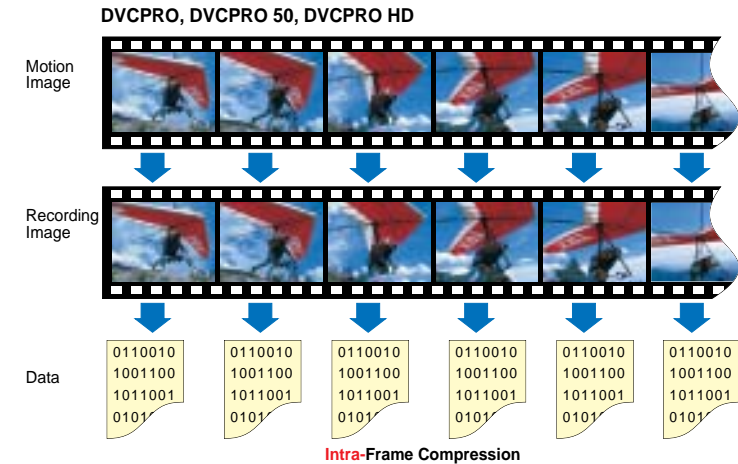 DVCPRO, DVCPRO 50, DVCPRO HD
Motion
Image
Recording
Image
Data
0110010 0110010 0110010 0110010 0110010 0110010
1001100 1001100 1001100 1001100 1001100 1001100
1011001 1011001 1011001 1011001 1011001 1011001
0101 0101 0101 0101 0101 0101
Intra-Frame Compression